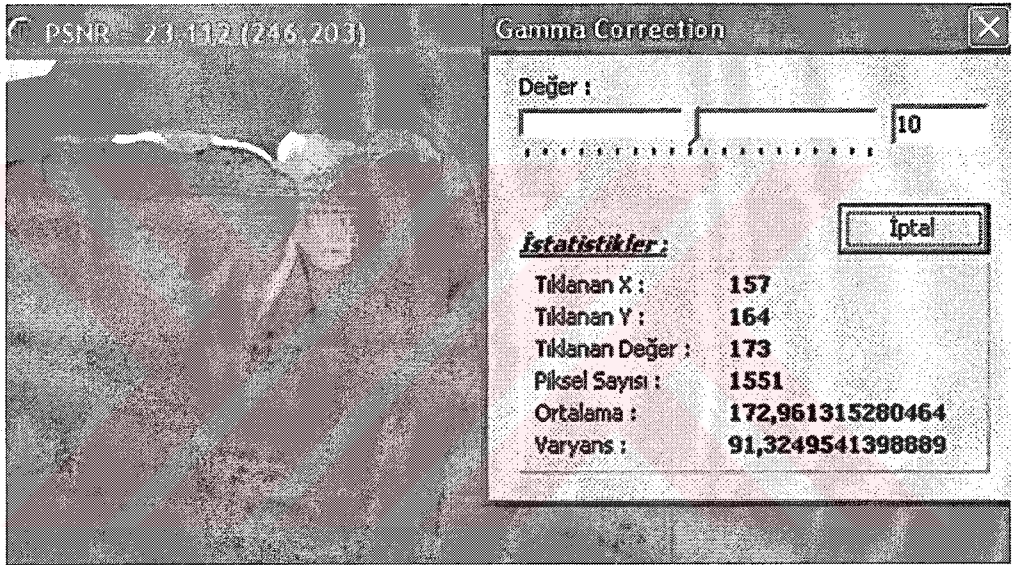 PSNR = 23,112 (246,203)
Gamma Correction
Değer :
10
İptal
İstatistikler :
Tıklanan X : 157
Tıklanan Y : 164
Tıklanan Değer : 173
Piksel Sayısı : 1551
Ortalama : 172,961315280464
Varyans : 91,3249541398889